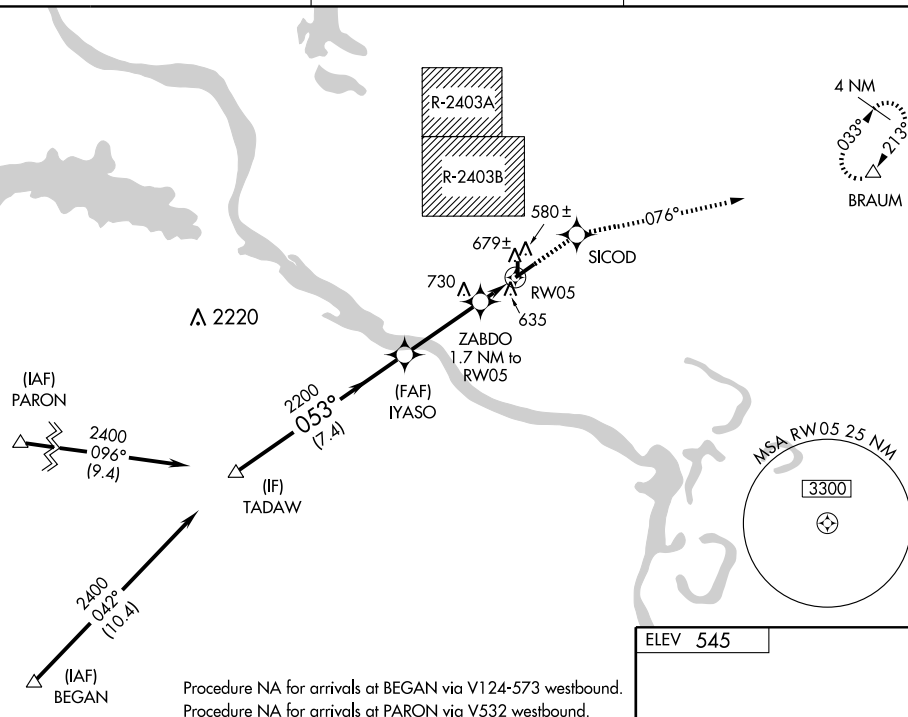 R-2403A
R-2403B
4 NM
033°
213°
BRAUM
580 ±
679±
076°
SICOD
730
RW05
635
ZABDO
1.7 NM to
RW05
2220
(FAF)
IYASO
2200
053°
(7.4)
(IAF)
PARON
2400
096°
(9.4)
(IF)
TADAW
MSA RW05 25 NM
3300
2400
042°
(10.4)
(IAF)
BEGAN
ELEV 545
Procedure NA for arrivals at BEGAN via V124-573 westbound.
Procedure NA for arrivals at PARON via V532 westbound.